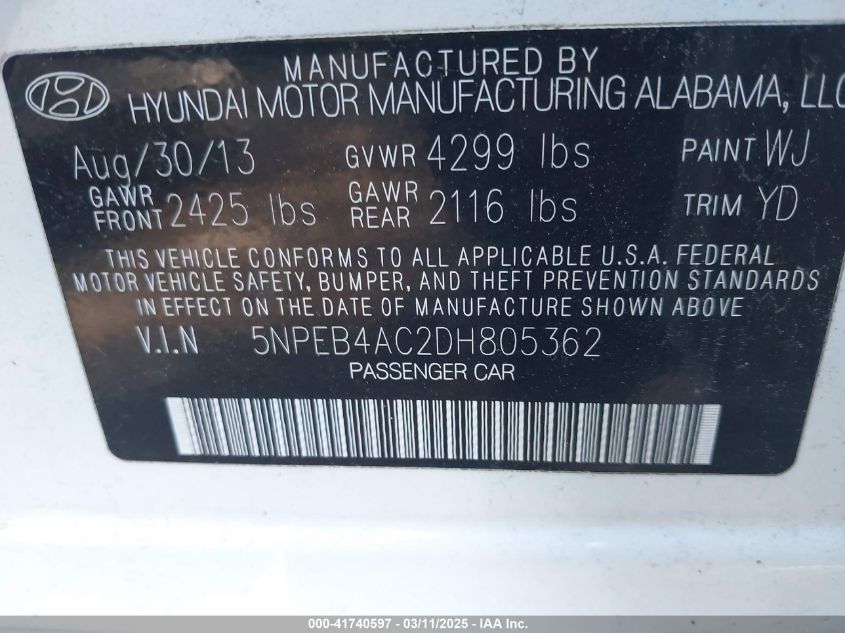 MANUFACTURED BY
HYUNDAI MOTOR MANUFACTURING ALABAMA, LLC
Aug/30/13 GVWR 4299 lbs PAINT WJ
GAWR FRONT 2425 lbs GAWR REAR 2116 lbs TRIM YD
THIS VEHICLE CONFORMS TO ALL APPLICABLE U.S.A. FEDERAL
MOTOR VEHICLE SAFETY, BUMPER, AND THEFT PREVENTION STANDARDS
IN EFFECT ON THE DATE OF MANUFACTURE SHOWN ABOVE
V.I.N 5NPEB4AC2DH805362
PASSENGER CAR
000-41740597 - 03/11/2025 - © IAA Inc.